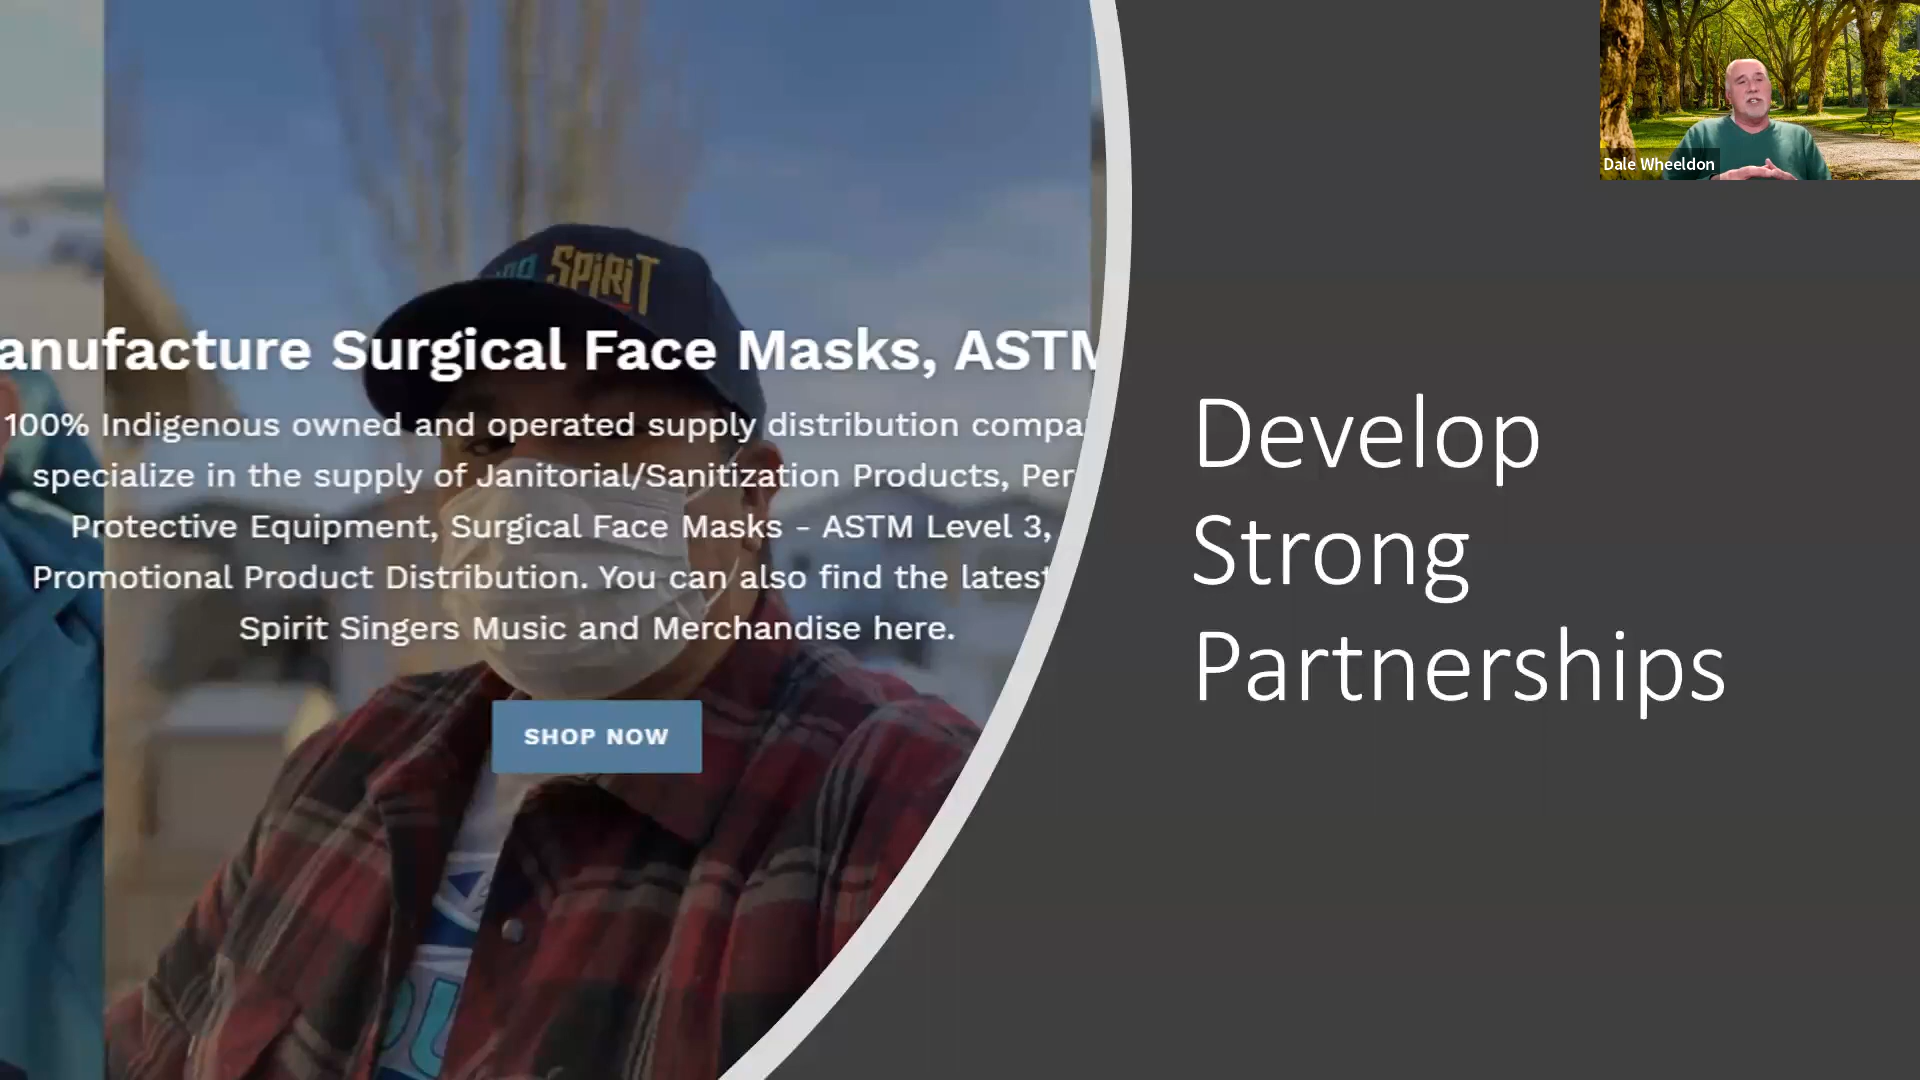 SPIRIT
anufacture Surgical Face Masks, ASTM
100% Indigenous owned and operated supply distribution compa
specialize in the supply of Janitorial/Sanitization Products, Per
Protective Equipment, Surgical Face Masks - ASTM Level 3,
Promotional Product Distribution. You can also find the latest
Spirit Singers Music and Merchandise here.
SHOP NOW
Develop
Strong
Partnerships
Dale Wheeldon